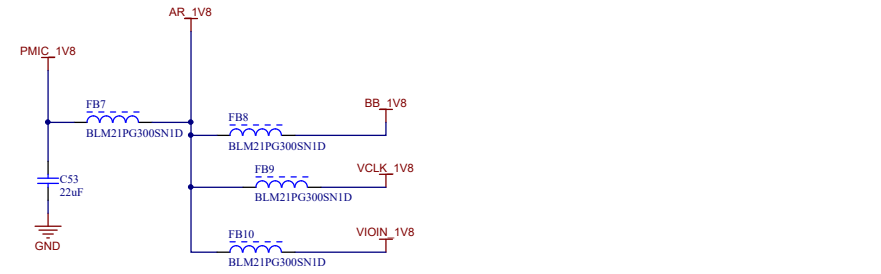 AR_1V8
PMIC_1V8
FB7
BLM21PG300SN1D
FB8
BLM21PG300SN1D
BB_1V8
FB9
BLM21PG300SN1D
VCLK_1V8
C53
22uF
GND
FB10
BLM21PG300SN1D
VIOIN_1V8